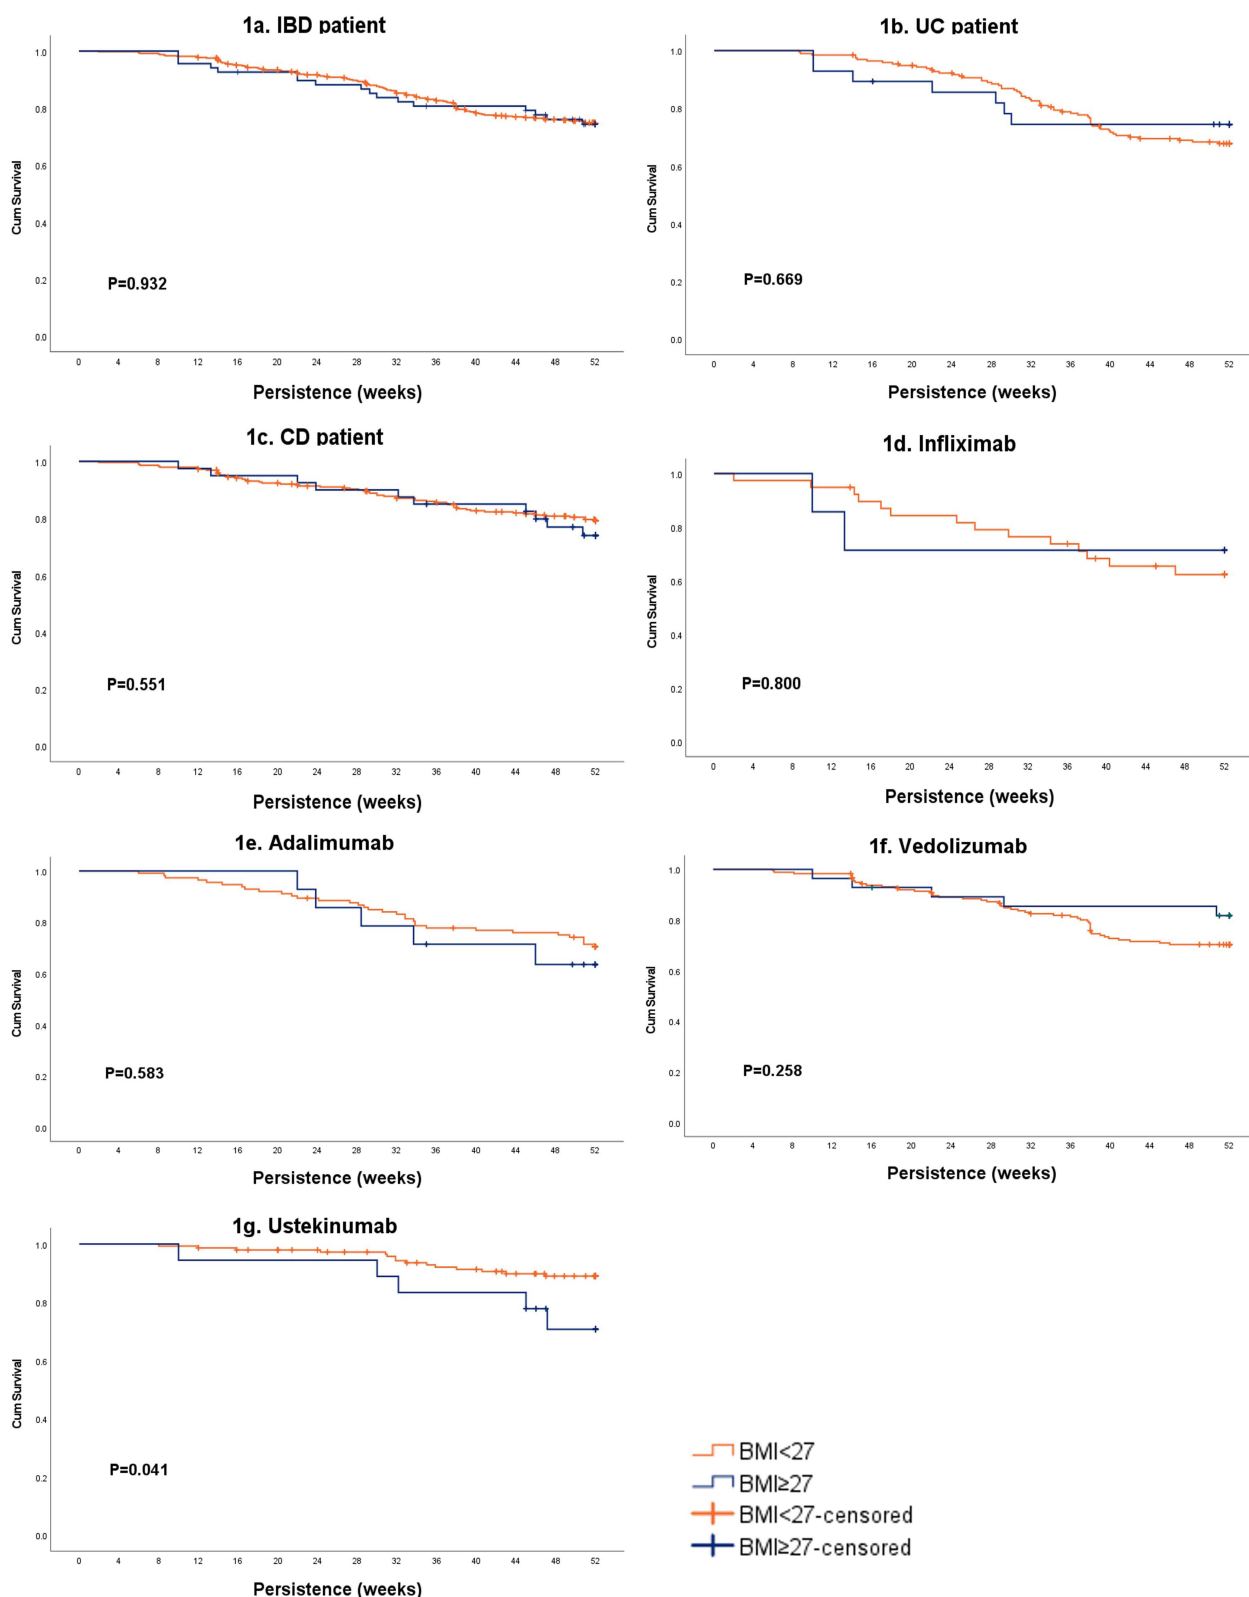 1a. IBD patient
1.0
0.8
0.6
0.4
0.2
0.0
Cum Survival
P=0.932
0 4 8 12 16 20 24 28 32 36 40 44 48 52
Persistence (weeks)
1b. UC patient
1.0
0.8
0.6
0.4
0.2
0.0
Cum Survival
P=0.669
0 4 8 12 16 20 24 28 32 36 40 44 48 52
Persistence (weeks)
1c. CD patient
1.0
0.8
0.6
0.4
0.2
0.0
Cum Survival
P=0.551
0 4 8 12 16 20 24 28 32 36 40 44 48 52
Persistence (weeks)
1d. Infliximab
1.0
0.8
0.6
0.4
0.2
0.0
Cum Survival
P=0.800
0 4 8 12 16 20 24 28 32 36 40 44 48 52
Persistence (weeks)
1e. Adalimumab
1.0
0.8
0.6
0.4
0.2
0.0
Cum Survival
P=0.583
0 4 8 12 16 20 24 28 32 36 40 44 48 52
Persistence (weeks)
1f. Vedolizumab
1.0
0.8
0.6
0.4
0.2
0.0
Cum Survival
P=0.258
0 4 8 12 16 20 24 28 32 36 40 44 48 52
Persistence (weeks)
1g. Ustekinumab
1.0
0.8
0.6
0.4
0.2
0.0
Cum Survival
P=0.041
0 4 8 12 16 20 24 28 32 36 40 44 48 52
Persistence (weeks)
BMI<27
BMI≥27
BMI<27-censored
BMI≥27-censored